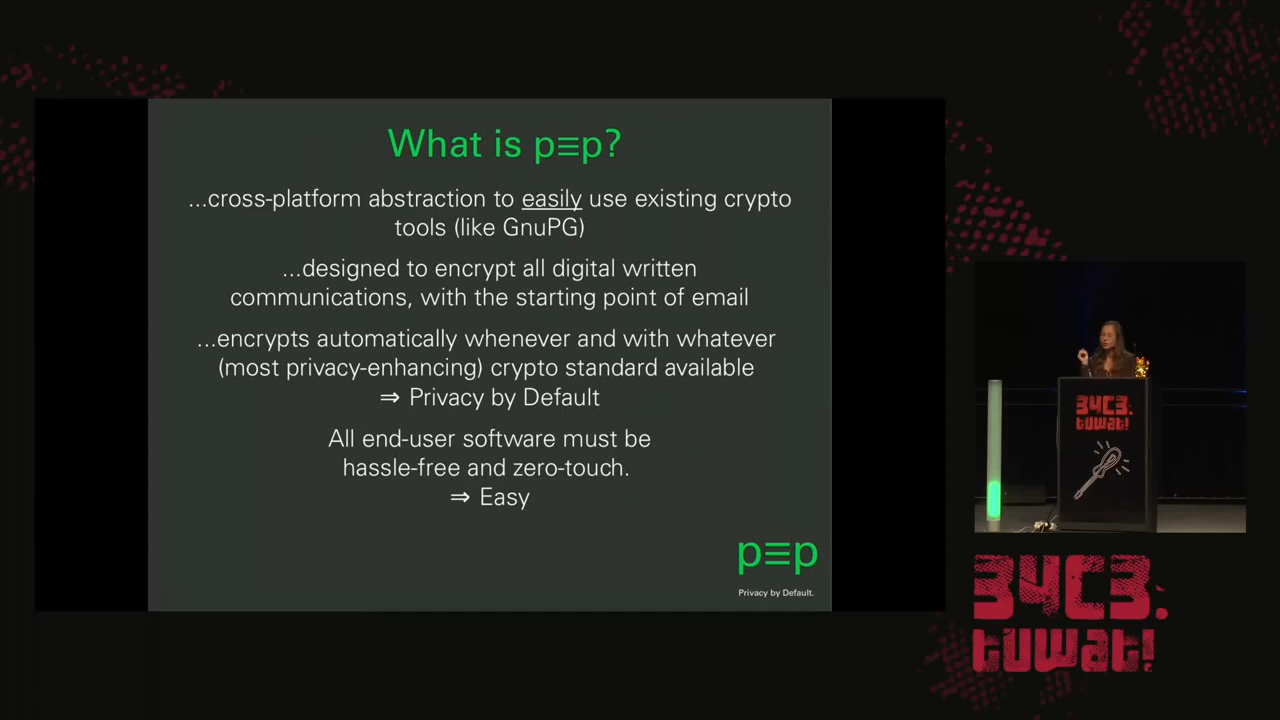 What is p≡p?
...cross-platform abstraction to easily use existing crypto
tools (like GnuPG)
...designed to encrypt all digital written
communications, with the starting point of email
...encrypts automatically whenever and with whatever
(most privacy-enhancing) crypto standard available
⇒ Privacy by Default
All end-user software must be
hassle-free and zero-touch.
⇒ Easy
p≡p
Privacy by Default.
34C3.
tuwat!
34C3.
tuwat!